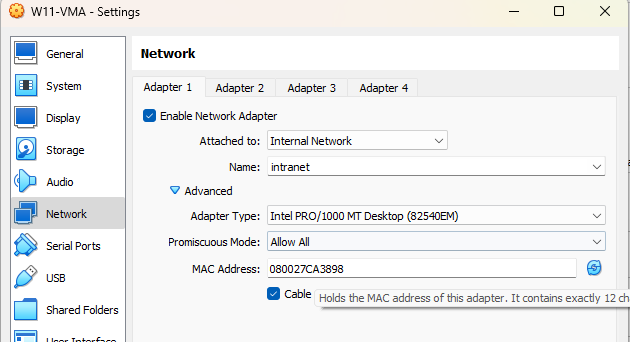 W11-VMA - Settings
General
System
Display
Storage
Audio
Network
Serial Ports
USB
Shared Folders
User Interface
Network
Adapter 1 Adapter 2 Adapter 3 Adapter 4
Enable Network Adapter
Attached to: Internal Network
Name: intranet
Advanced
Adapter Type: Intel PRO/1000 MT Desktop (82540EM)
Promiscuous Mode: Allow All
MAC Address: 080027CA3898
Cable
Holds the MAC address of this adapter. It contains exactly 12 ch